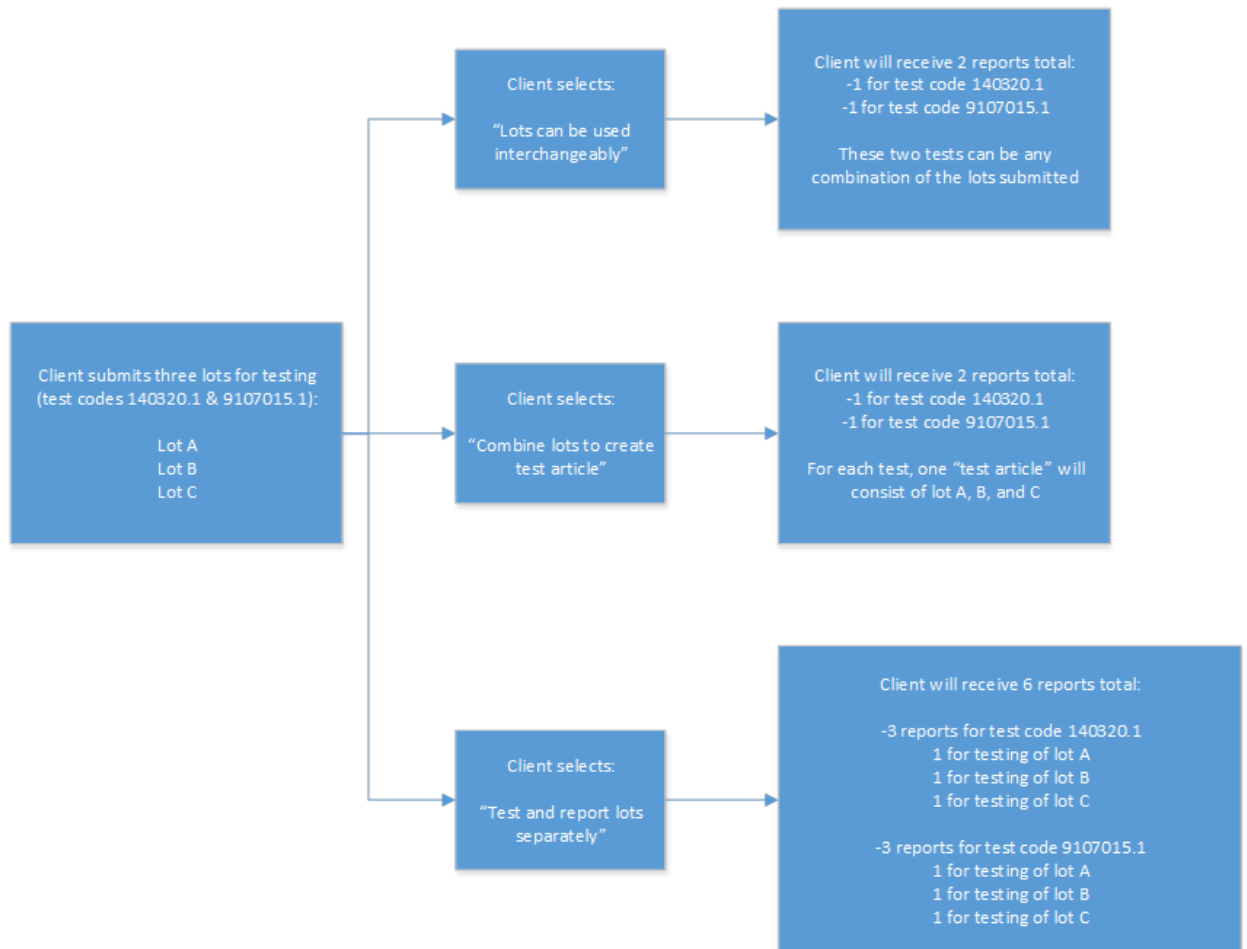 Client submits three lots for testing
(test codes 140320.1 & 9107015.1):
Lot A
Lot B
Lot C
Client selects:
“Lots can be used
interchangeably”
Client will receive 2 reports total:
-1 for test code 140320.1
-1 for test code 9107015.1
These two tests can be any
combination of the lots submitted
Client selects:
“Combine lots to create
test article”
Client will receive 2 reports total:
-1 for test code 140320.1
-1 for test code 9107015.1
For each test, one “test article” will
consist of lot A, B, and C
Client selects:
“Test and report lots
separately”
Client will receive 6 reports total:
-3 reports for test code 140320.1
1 for testing of lot A
1 for testing of lot B
1 for testing of lot C
-3 reports for test code 9107015.1
1 for testing of lot A
1 for testing of lot B
1 for testing of lot C